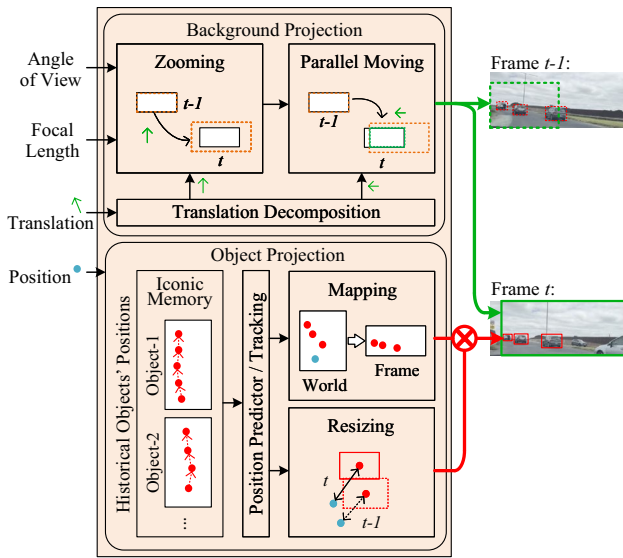 Background Projection
Angle
of View
Focal
Length
Translation
Position
Zooming
t-1
t
Parallel Moving
t-1
t
Translation Decomposition
Frame t-1:
Object Projection
Historical Objects' Positions
Iconic
Memory
Object-1
Object-2
...
Position Predictor / Tracking
Mapping
World
Frame
Resizing
t
t-1
Frame t: